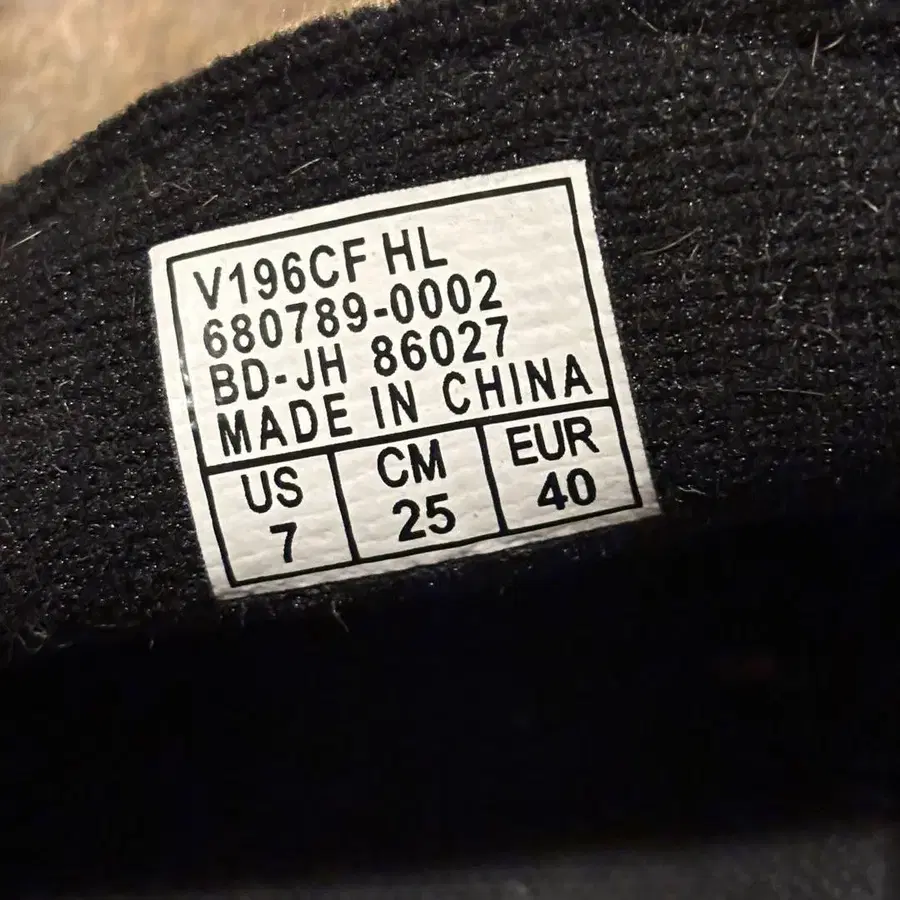 V196CF HL
680789-0002
BD-JH 86027
MADE IN CHINA
US CM EUR
7 25 40